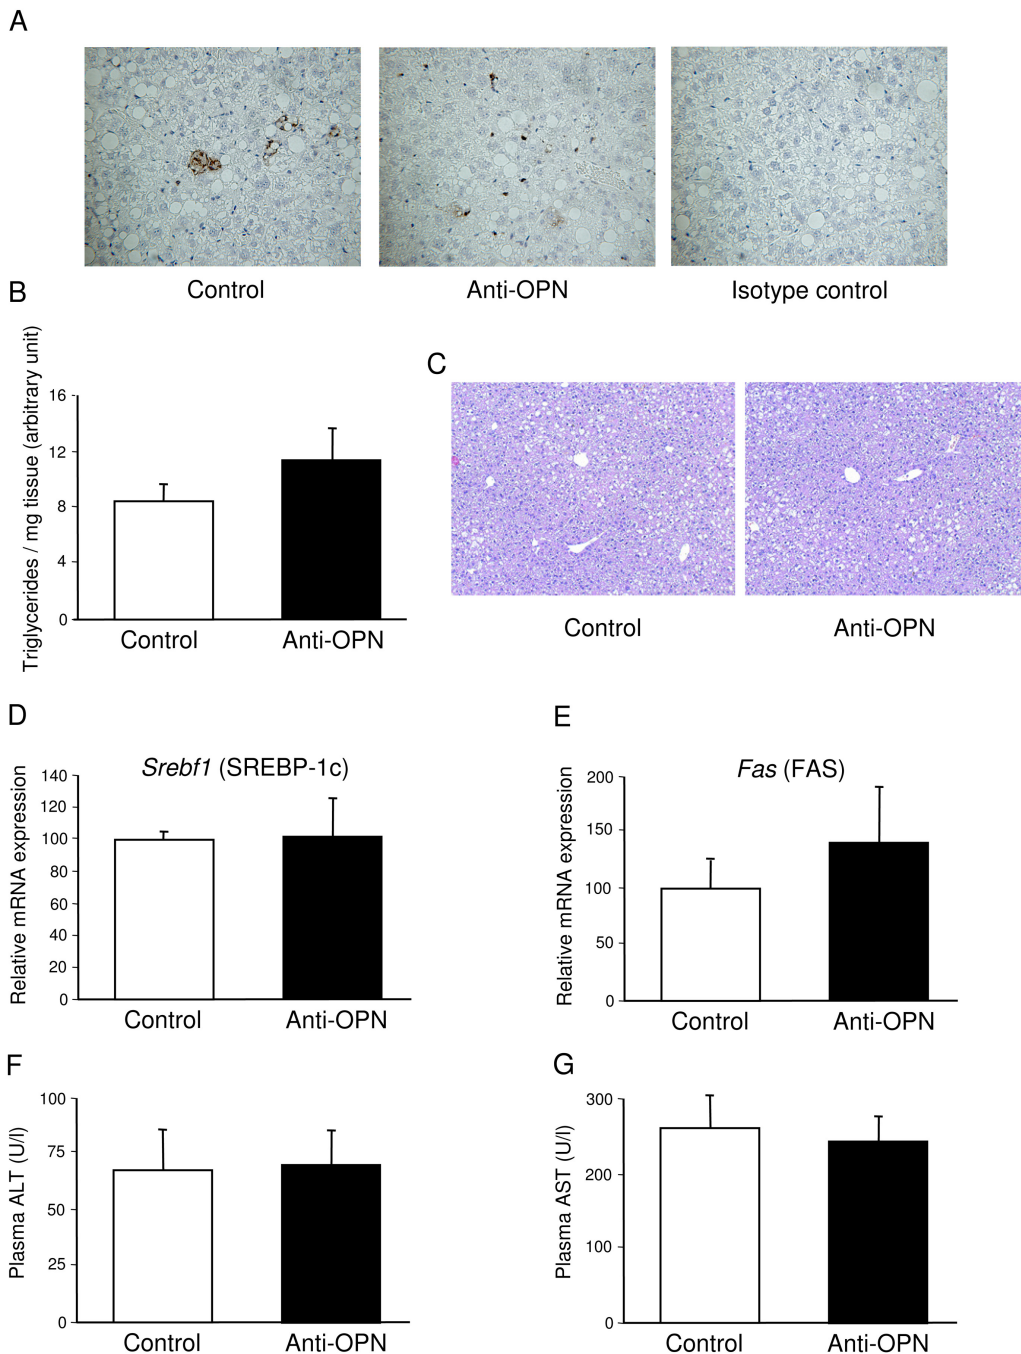 A
Control
Anti-OPN
Isotype control
B
Triglycerides / mg tissue (arbitrary unit)
16
12
8
4
0
Control
Anti-OPN
C
Control
Anti-OPN
D
Srebf1 (SREBP-1c)
Relative mRNA expression
140
120
100
80
60
40
20
0
Control
Anti-OPN
E
Fas (FAS)
Relative mRNA expression
200
150
100
50
0
Control
Anti-OPN
F
Plasma ALT (U/l)
100
75
50
25
0
Control
Anti-OPN
G
Plasma AST (U/l)
300
200
100
0
Control
Anti-OPN